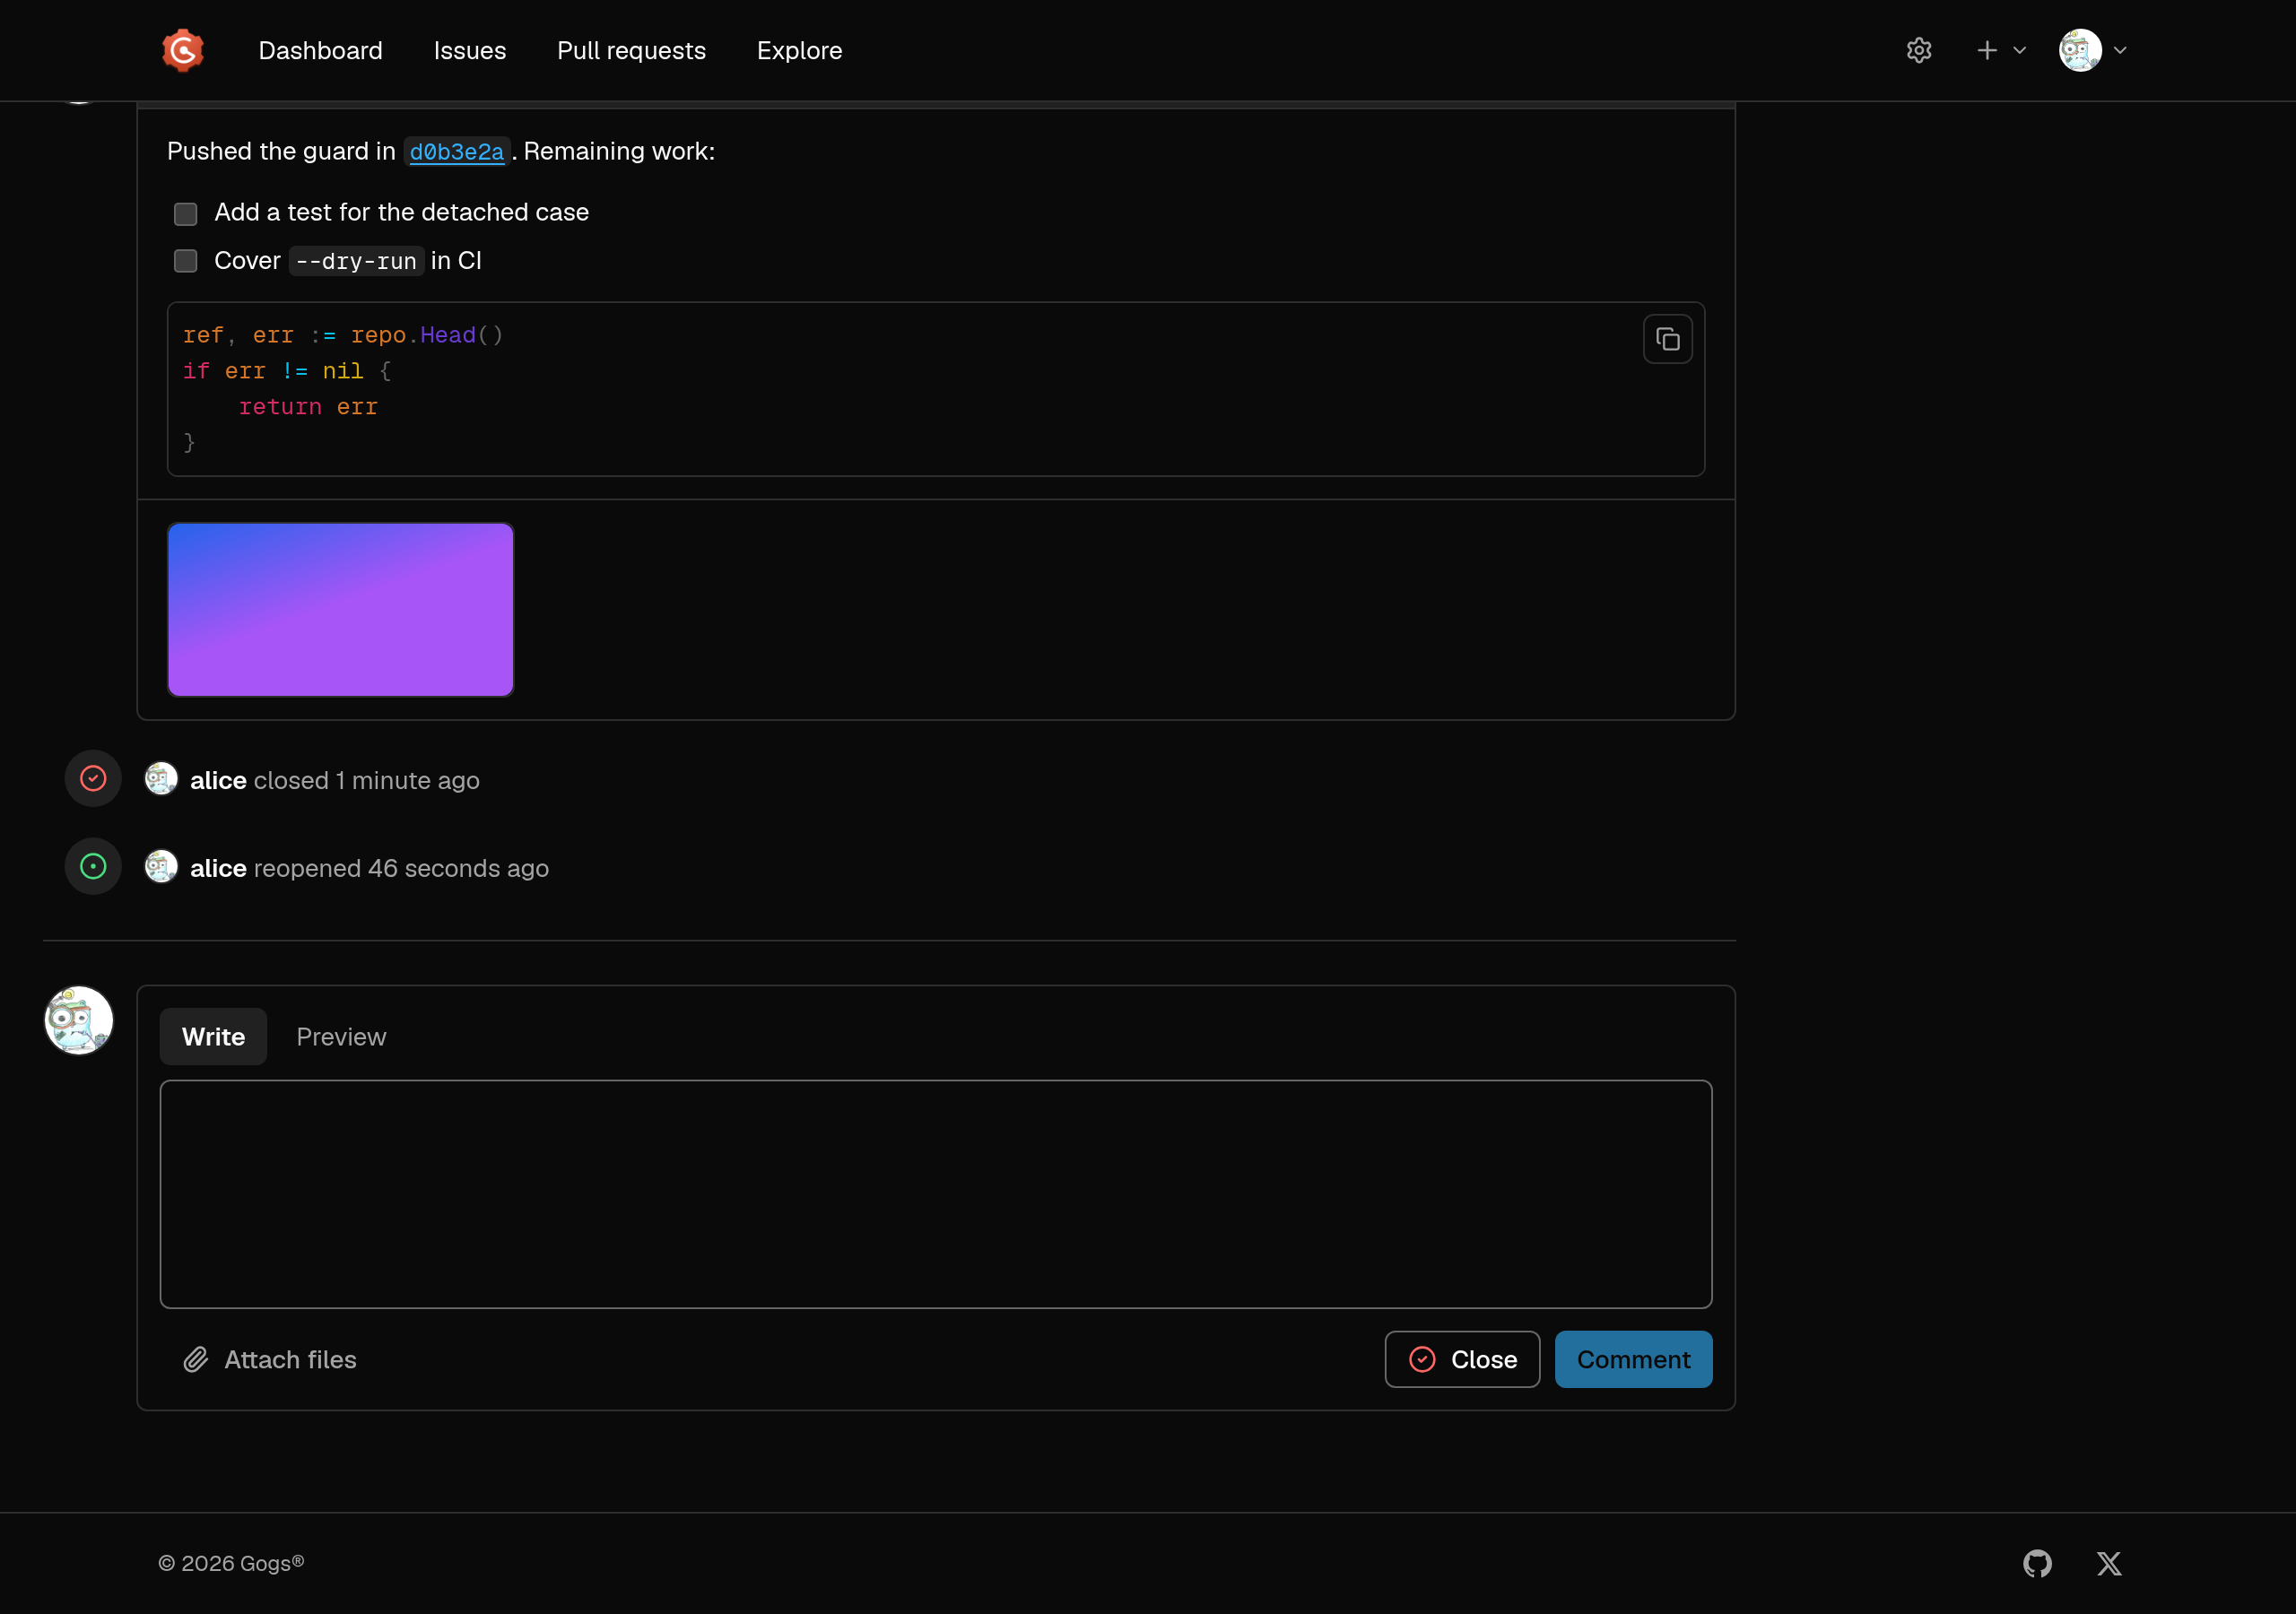 Dashboard Issues Pull requests Explore
Pushed the guard in d0b3e2a. Remaining work:
Add a test for the detached case
Cover --dry-run in CI
ref, err := repo.Head()
if err != nil {
    return err
}
alice closed 1 minute ago
alice reopened 46 seconds ago
Write Preview
Attach files Close Comment
© 2026 Gogs®